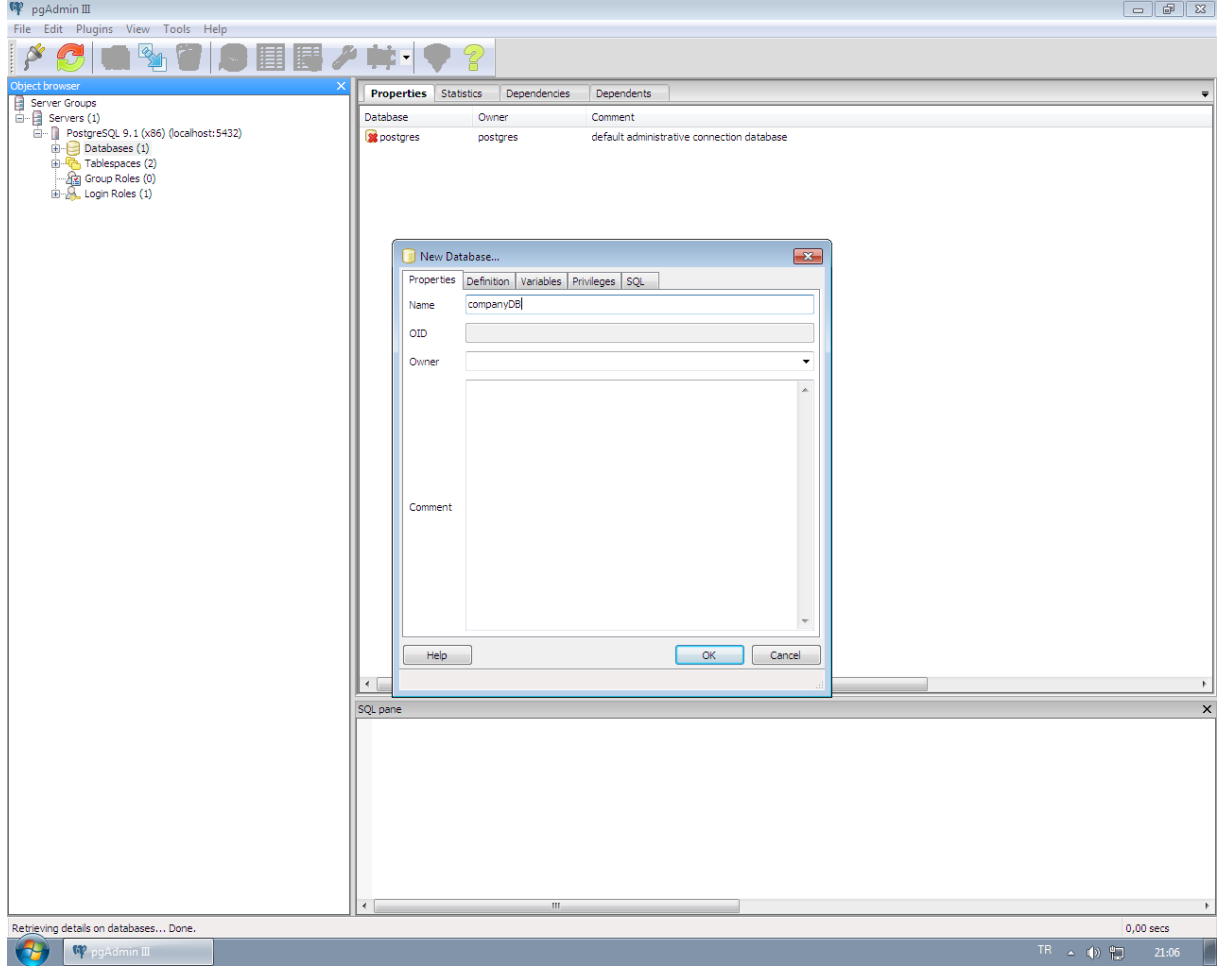 pgAdmin III
File Edit Plugins View Tools Help
Object browser
Server Groups
Servers (1)
PostgreSQL 9.1 (x86) (localhost:5432)
Databases (1)
Tablespaces (2)
Group Roles (0)
Login Roles (1)
Properties Statistics Dependencies Dependents
Database Owner Comment
postgres postgres default administrative connection database
New Database...
Properties Definition Variables Privileges SQL
Name companyDB
OID
Owner
Comment
Help OK Cancel
SQL pane
Retrieving details on databases... Done. 0,00 secs
pgAdmin III TR 21:06